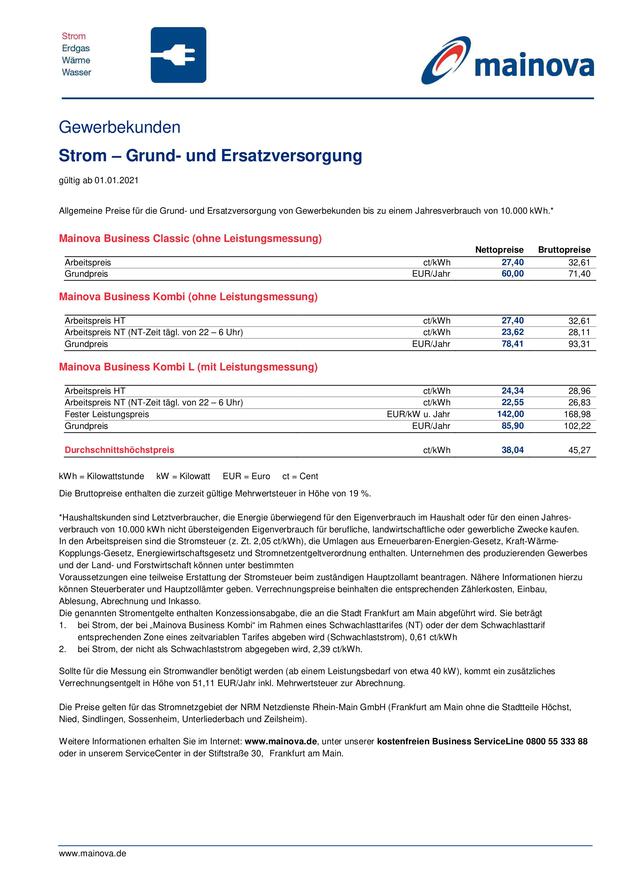 Strom
Erdgas
Wärme
Wasser
mainova
Gewerbekunden
Strom – Grund- und Ersatzversorgung
gültig ab 01.01.2021
Allgemeine Preise für die Grund- und Ersatzversorgung von Gewerbekunden bis zu einem Jahresverbrauch von 10.000 kWh.*
Mainova Business Classic (ohne Leistungsmessung)
Nettopreise Bruttopreise
Arbeitspreis ct/kWh 27,40 32,61
Grundpreis EUR/Jahr 60,00 71,40
Mainova Business Kombi (ohne Leistungsmessung)
Arbeitspreis HT ct/kWh 27,40 32,61
Arbeitspreis NT (NT-Zeit tägl. von 22 – 6 Uhr) ct/kWh 23,62 28,11
Grundpreis EUR/Jahr 78,41 93,31
Mainova Business Kombi L (mit Leistungsmessung)
Arbeitspreis HT ct/kWh 24,34 28,96
Arbeitspreis NT (NT-Zeit tägl. von 22 – 6 Uhr) ct/kWh 22,55 26,83
Fester Leistungspreis EUR/kW u. Jahr 142,00 168,98
Grundpreis EUR/Jahr 85,90 102,22
Durchschnittshöchstpreis ct/kWh 38,04 45,27
kWh = Kilowattstunde kW = Kilowatt EUR = Euro ct = Cent
Die Bruttopreise enthalten die zurzeit gültige Mehrwertsteuer in Höhe von 19 %.
*Haushaltskunden sind Letztverbraucher, die Energie überwiegend für den Eigenverbrauch im Haushalt oder für den einen Jahres-
verbrauch von 10.000 kWh nicht übersteigenden Eigenverbrauch für berufliche, landwirtschaftliche oder gewerbliche Zwecke kaufen.
In den Arbeitspreisen sind die Stromsteuer (z. Zt. 2,05 ct/kWh), die Umlagen aus Erneuerbaren-Energien-Gesetz, Kraft-Wärme-
Kopplungs-Gesetz, Energiewirtschaftsgesetz und Stromnetzentgeltverordnung enthalten. Unternehmen des produzierenden Gewerbes
und der Land- und Forstwirtschaft können unter bestimmten
Voraussetzungen eine teilweise Erstattung der Stromsteuer beim zuständigen Hauptzollamt beantragen. Nähere Informationen hierzu
können Steuerberater und Hauptzollämter geben. Verrechnungspreise beinhalten die entsprechenden Zählerkosten, Einbau,
Ablesung, Abrechnung und Inkasso.
Die genannten Stromentgelte enthalten Konzessionsabgabe, die an die Stadt Frankfurt am Main abgeführt wird. Sie beträgt
1. bei Strom, der bei „Mainova Business Kombi“ im Rahmen eines Schwachlasttarifes (NT) oder der dem Schwachlasttarif
entsprechenden Zone eines zeitvariablen Tarifes abgeben wird (Schwachlaststrom), 0,61 ct/kWh
2. bei Strom, der nicht als Schwachlaststrom abgegeben wird, 2,39 ct/kWh.
Sollte für die Messung ein Stromwandler benötigt werden (ab einem Leistungsbedarf von etwa 40 kW), kommt ein zusätzliches
Verrechnungsentgelt in Höhe von 51,11 EUR/Jahr inkl. Mehrwertsteuer zur Abrechnung.
Die Preise gelten für das Stromnetzgebiet der NRM Netzdienste Rhein-Main GmbH (Frankfurt am Main ohne die Stadtteile Höchst,
Nied, Sindlingen, Sossenheim, Unterliederbach und Zeilsheim).
Weitere Informationen erhalten Sie im Internet: www.mainova.de, unter unserer kostenfreien Business ServiceLine 0800 55 333 88
oder in unserem ServiceCenter in der Stiftstraße 30, Frankfurt am Main.
www.mainova.de